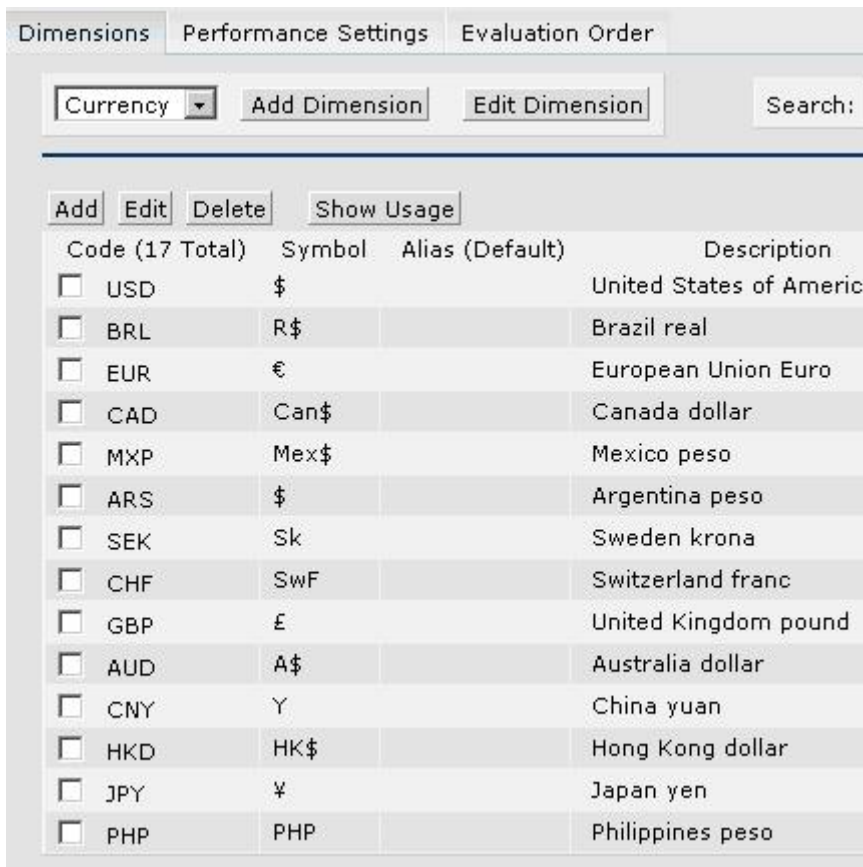 Dimensions Performance Settings Evaluation Order
Currency Add Dimension Edit Dimension Search:
Add Edit Delete Show Usage
Code (17 Total) Symbol Alias (Default) Description
USD $ United States of Americ
BRL R$ Brazil real
EUR € European Union Euro
CAD Can$ Canada dollar
MXP Mex$ Mexico peso
ARS $ Argentina peso
SEK Sk Sweden krona
CHF SwF Switzerland franc
GBP £ United Kingdom pound
AUD A$ Australia dollar
CNY Y China yuan
HKD HK$ Hong Kong dollar
JPY ¥ Japan yen
PHP PHP Philippines peso